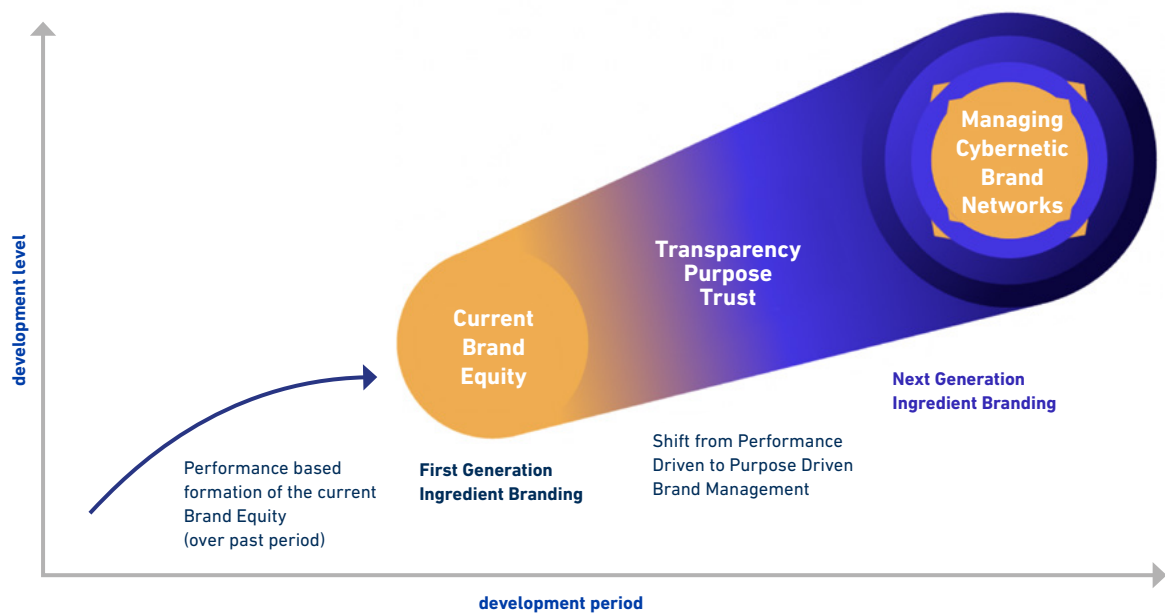 development level
Managing
Cybernetic
Brand
Networks
Transparency
Purpose
Trust
Current
Brand
Equity
Next Generation
Ingredient Branding
Shift from Performance
Driven to Purpose Driven
Brand Management
First Generation
Ingredient Branding
Performance based
formation of the current
Brand Equity
(over past period)
development period